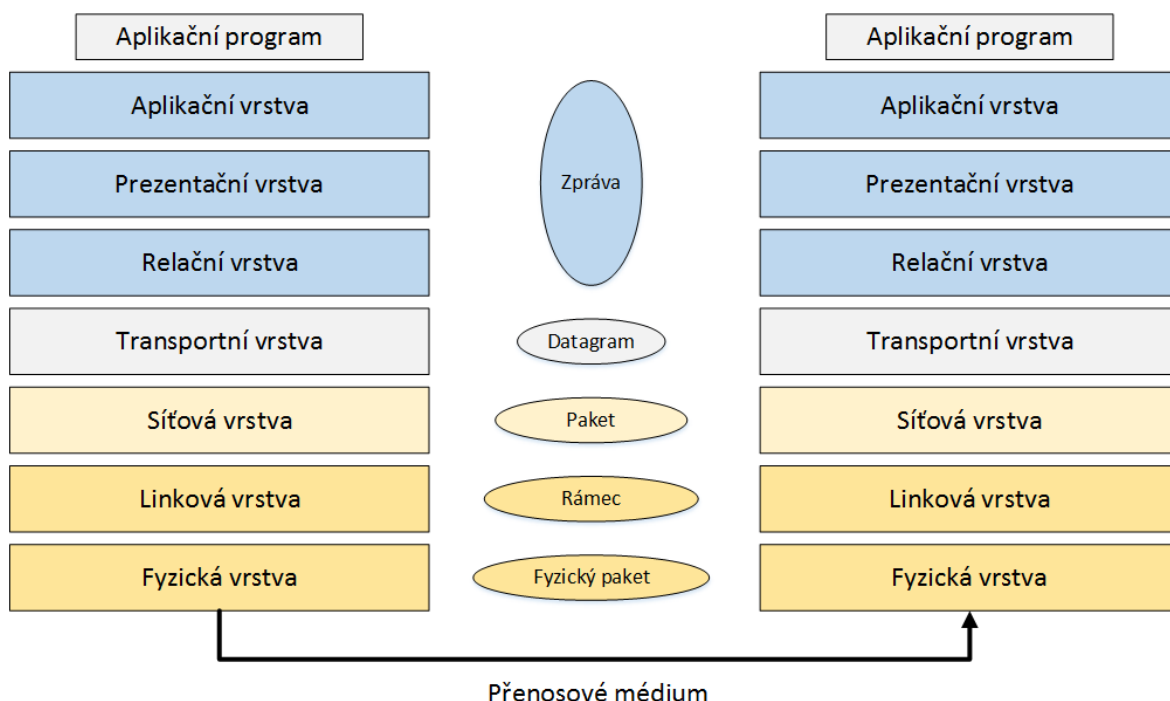 Aplikační program
Aplikační program
Aplikační vrstva
Aplikační vrstva
Prezentační vrstva
Zpráva
Prezentační vrstva
Relační vrstva
Relační vrstva
Transportní vrstva
Datagram
Transportní vrstva
Síťová vrstva
Paket
Síťová vrstva
Linková vrstva
Rámec
Linková vrstva
Fyzická vrstva
Fyzický paket
Fyzická vrstva
Přenosové médium